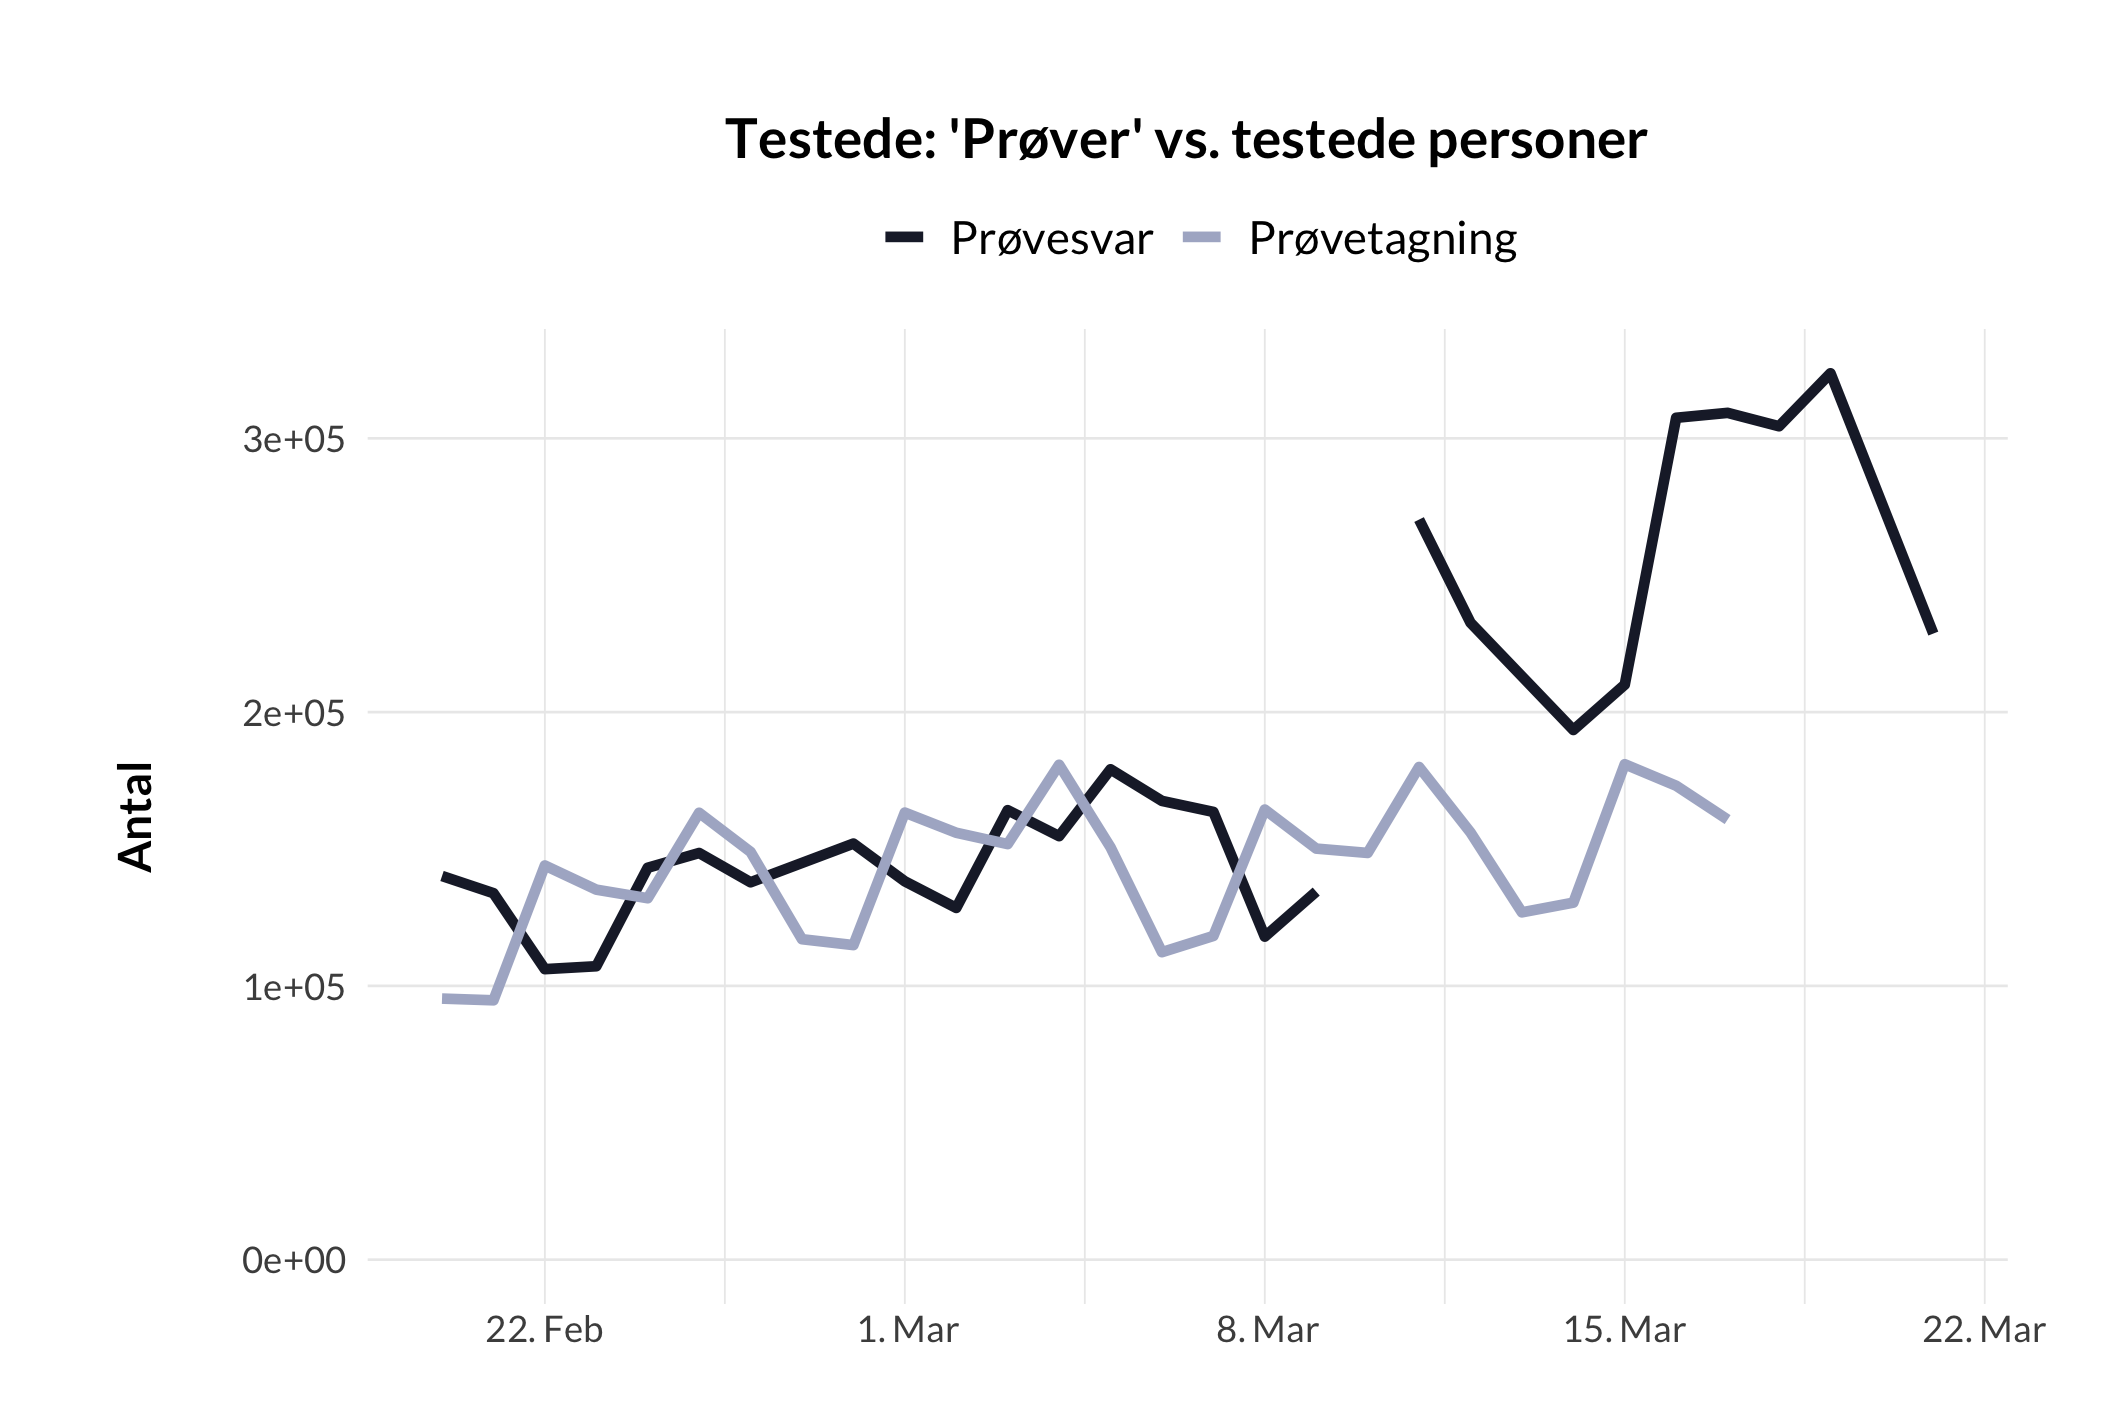 Testede: 'Prøver' vs. testede personer
Prøvesvar Prøvetagning
Antal
3e+05
2e+05
1e+05
0e+00
22. Feb 1. Mar 8. Mar 15. Mar 22. Mar